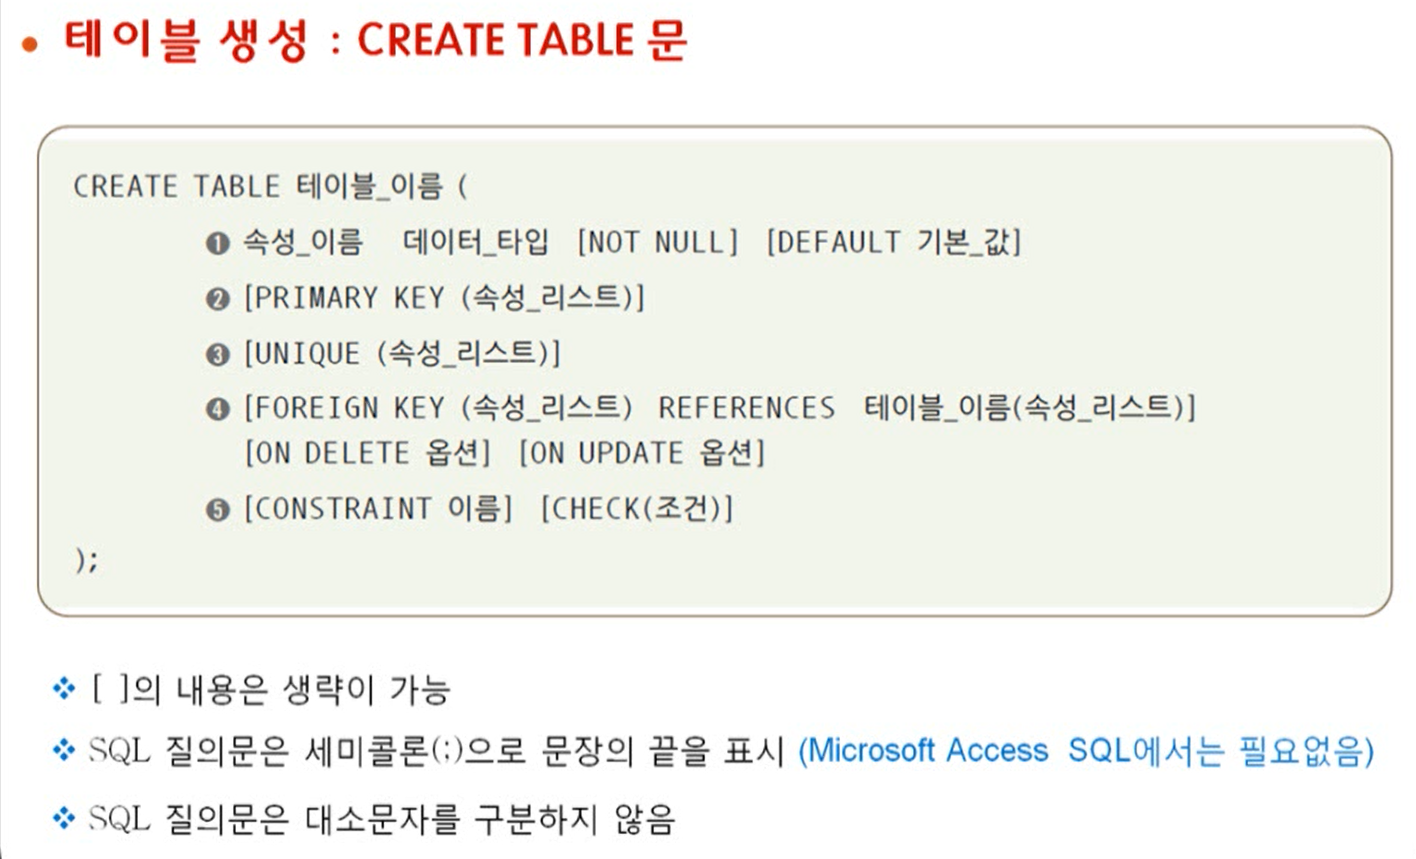 • 테이블 생성 : CREATE TABLE 문
CREATE TABLE 테이블_이름 (
❶ 속성_이름 데이터_타입 [NOT NULL] [DEFAULT 기본_값]
❷ [PRIMARY KEY (속성_리스트)]
❸ [UNIQUE (속성_리스트)]
❹ [FOREIGN KEY (속성_리스트) REFERENCES 테이블_이름(속성_리스트)]
[ON DELETE 옵션] [ON UPDATE 옵션]
❺ [CONSTRAINT 이름] [CHECK(조건)]
);
❖ [ ]의 내용은 생략이 가능
❖ SQL 질의문은 세미콜론(;)으로 문장의 끝을 표시 (Microsoft Access SQL에서는 필요없음)
❖ SQL 질의문은 대소문자를 구분하지 않음